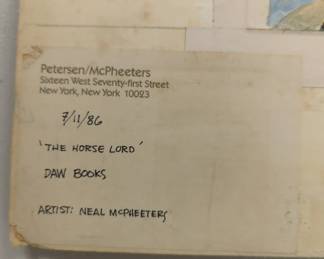 Petersen/McPheeters
Sixteen West Seventy-first Street
New York, New York 10023
7/11/86
'THE HORSE LORD'
DAW BOOKS
ARTIST: NEAL MCPHEETERS